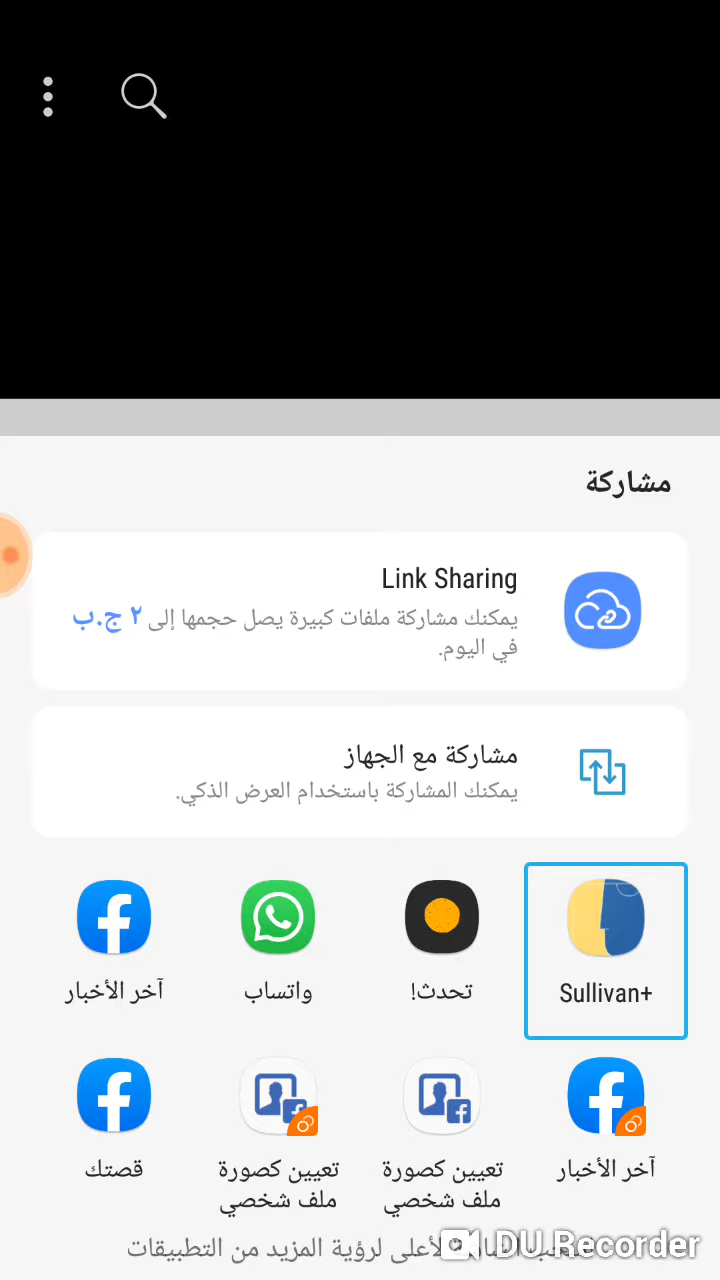 مشاركة
Link Sharing
يمكنك مشاركة ملفات كبيرة يصل حجمها إلى ٢ ج.ب
في اليوم.
مشاركة مع الجهاز
يمكنك المشاركة باستخدام العرض الذكي.
Sullivan+
تحدث!
واتساب
آخر الأخبار
آخر الأخبار
تعيين كصورة
ملف شخصي
تعيين كصورة
ملف شخصي
قصتك
لأعلى لرؤية المزيد من التطبيقات
DU Recorder